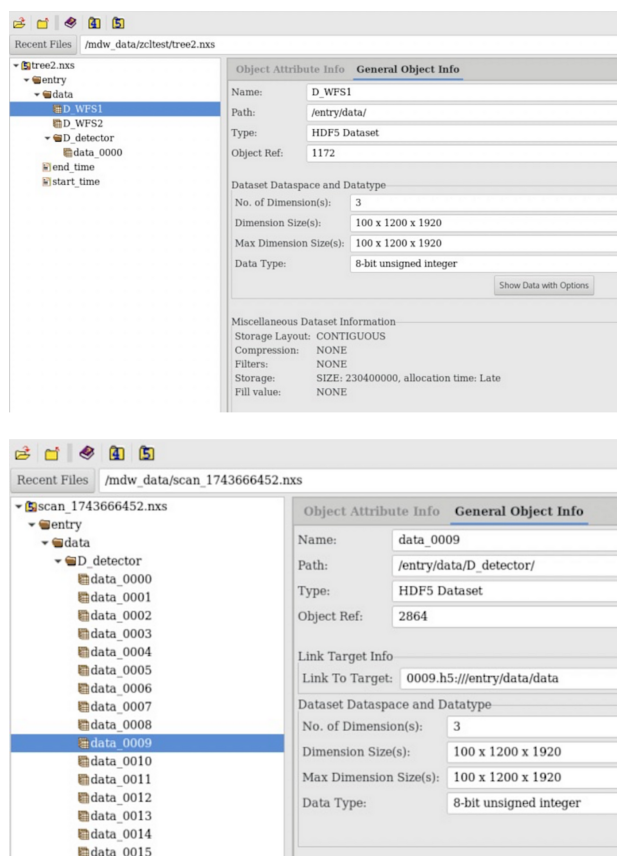 4 5
Recent Files /mdw_data/zcltest/tree2.nxs
5 tree2.nxs
entry
data
D_WFS1
D_WFS2
D_detector
data_0000
end_time
start_time
Object Attribute Info General Object Info
Name: D_WFS1
Path: /entry/data/
Type: HDF5 Dataset
Object Ref: 1172
Dataset Dataspace and Datatype
No. of Dimension(s): 3
Dimension Size(s): 100 x 1200 x 1920
Max Dimension Size(s): 100 x 1200 x 1920
Data Type: 8-bit unsigned integer
Show Data with Options
Miscellaneous Dataset Information
Storage Layout: CONTIGUOUS
Compression: NONE
Filters: NONE
Storage: SIZE: 230400000, allocation time: Late
Fill value: NONE
4 5
Recent Files /mdw_data/scan_1743666452.nxs
5 scan_1743666452.nxs
entry
data
D_detector
data_0000
data_0001
data_0002
data_0003
data_0004
data_0005
data_0006
data_0007
data_0008
data_0009
data_0010
data_0011
data_0012
data_0013
data_0014
data_0015
Object Attribute Info General Object Info
Name: data_0009
Path: /entry/data/D_detector/
Type: HDF5 Dataset
Object Ref: 2864
Link Target Info
Link To Target: 0009.h5:///entry/data/data
Dataset Dataspace and Datatype
No. of Dimension(s): 3
Dimension Size(s): 100 x 1200 x 1920
Max Dimension Size(s): 100 x 1200 x 1920
Data Type: 8-bit unsigned integer